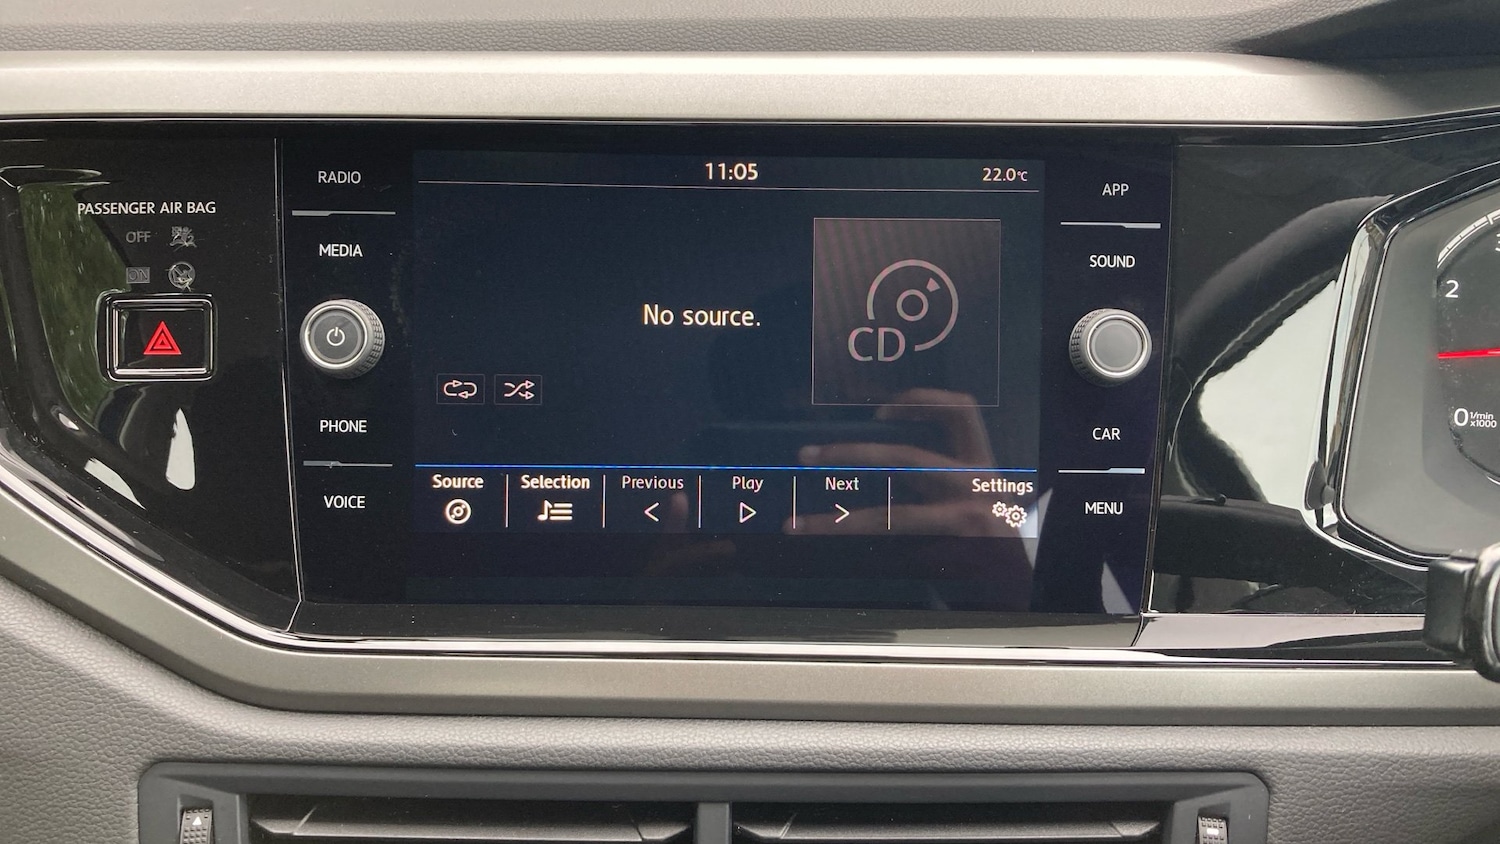 PASSENGER AIR BAG
OFF
ON
RADIO
MEDIA
PHONE
VOICE
11:05
22.0°C
No source.
CD
Source
Selection
Previous
Play
Next
Settings
APP
SOUND
CAR
MENU
2
0 1/min
x1000